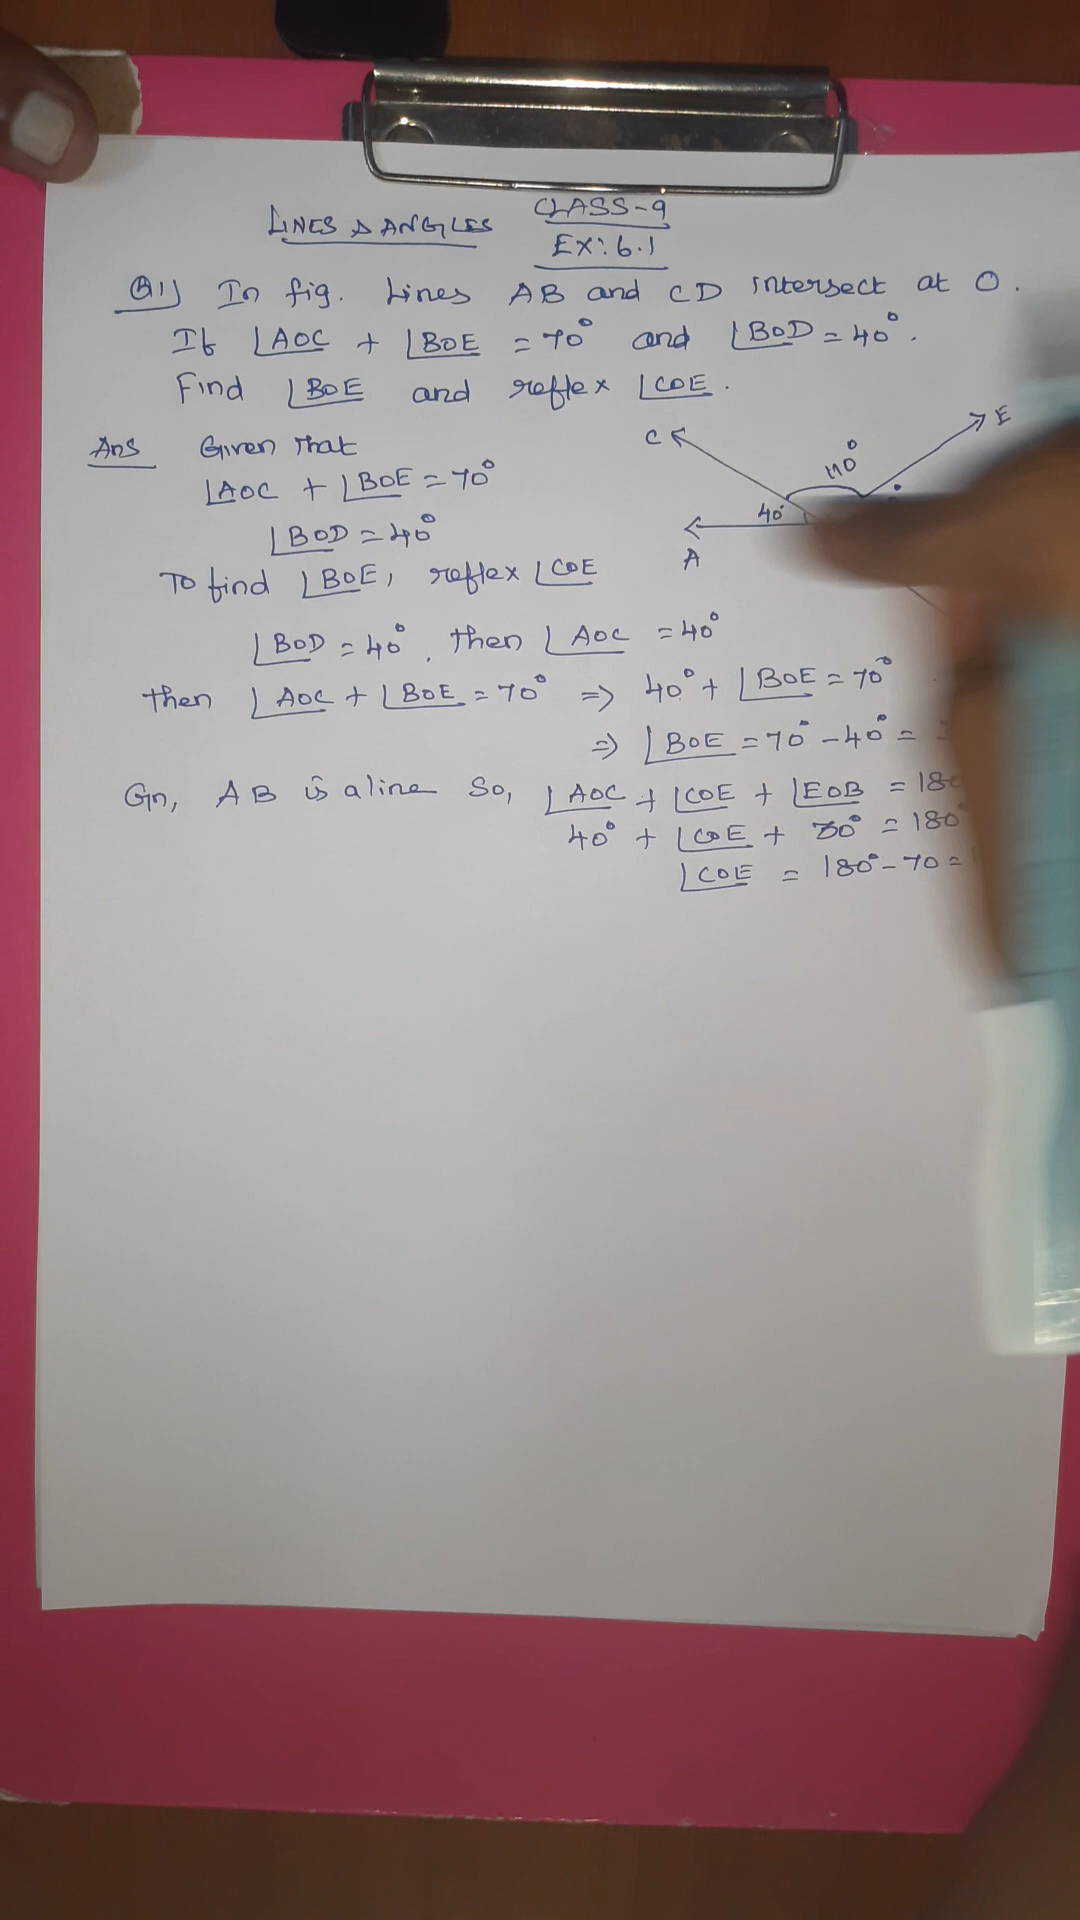 LINES & ANGLES CLASS-9
EX: 6.1
Q1) In fig. Lines AB and CD intersect at O.
If ∠AOC + ∠BOE = 70° and ∠BOD = 40°.
Find ∠BOE and reflex ∠COE.
Ans Given that
∠AOC + ∠BOE = 70°
∠BOD = 40°
To find ∠BOE, reflex ∠COE
C E
110°
40°
A
∠BOD = 40°, then ∠AOC = 40°
then ∠AOC + ∠BOE = 70° => 40° + ∠BOE = 70°
=> ∠BOE = 70° - 40° =
Gn, AB is a line So, ∠AOC + ∠COE + ∠EOB = 180
40° + ∠COE + 30° = 180°
∠COE = 180° - 70 =